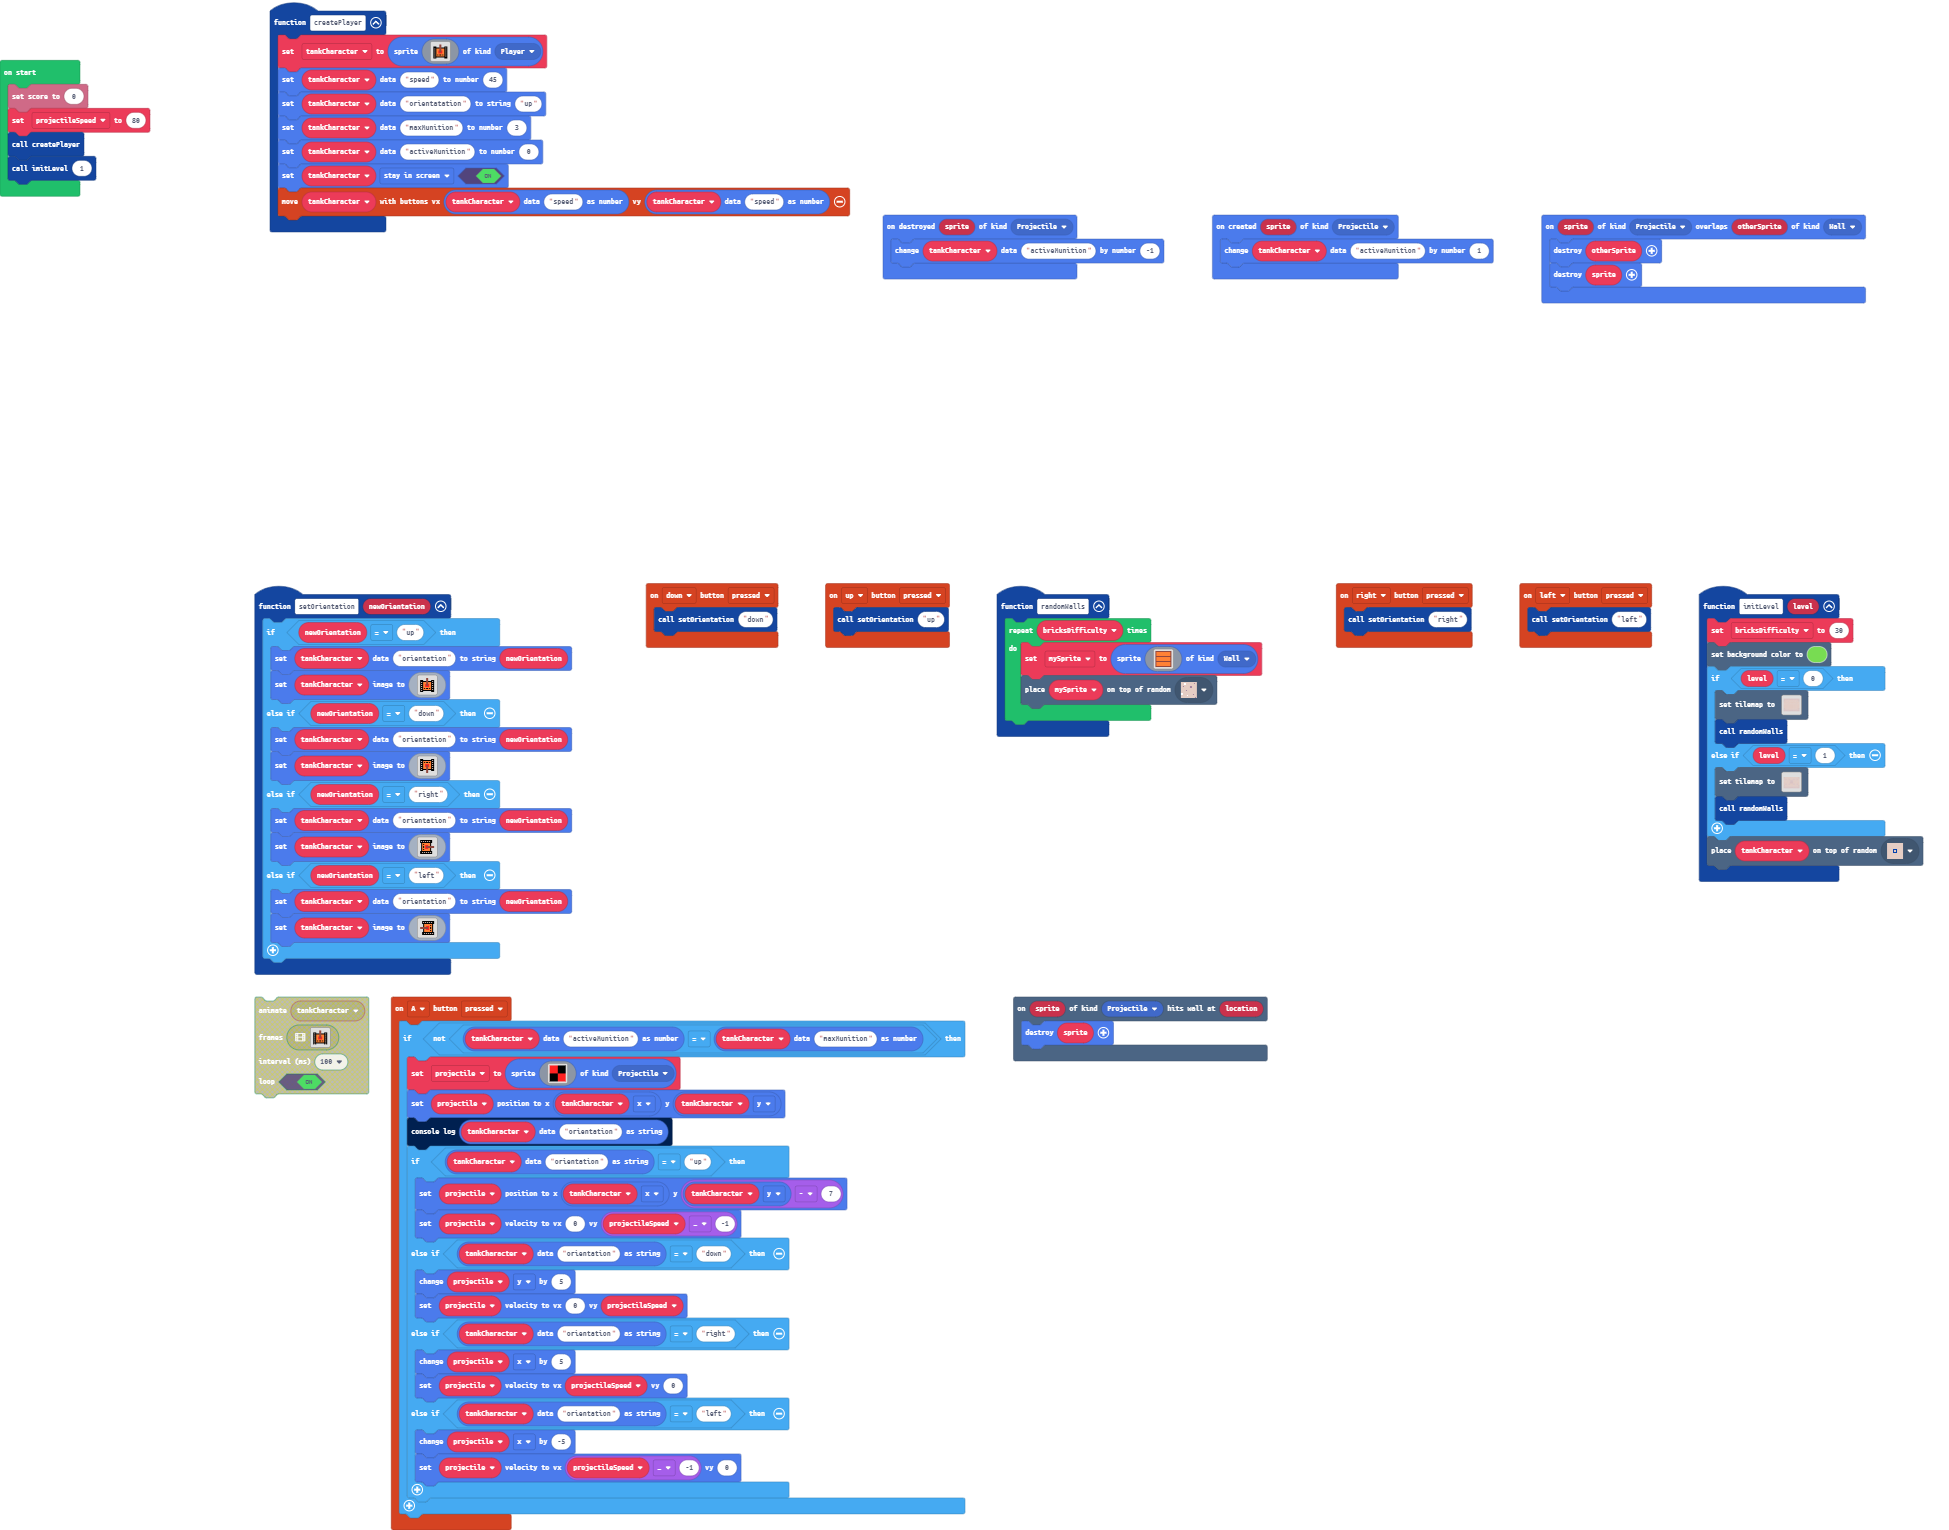 function createPlayer
set tankCharacter to sprite of kind Player
set tankCharacter data "speed" to number 45
set tankCharacter data "orientatation" to string "up"
set tankCharacter data "maxMunition" to number 3
set tankCharacter data "activeMunition" to number 0
set tankCharacter stay in screen ON
move tankCharacter with buttons vx tankCharacter data "speed" as number vy tankCharacter data "speed" as number
on start
set score to 0
set projectileSpeed to 80
call createPlayer
call initLevel 1
on destroyed sprite of kind Projectile
change tankCharacter data "activeMunition" by number -1
on created sprite of kind Projectile
change tankCharacter data "activeMunition" by number 1
on sprite of kind Projectile overlaps otherSprite of kind Wall
destroy otherSprite
destroy sprite
function setOrientation newOrientation
if newOrientation = "up" then
set tankCharacter data "orientation" to string newOrientation
set tankCharacter image to
else if newOrientation = "down" then
set tankCharacter data "orientation" to string newOrientation
set tankCharacter image to
else if newOrientation = "right" then
set tankCharacter data "orientation" to string newOrientation
set tankCharacter image to
else if newOrientation = "left" then
set tankCharacter data "orientation" to string newOrientation
set tankCharacter image to
on down button pressed
call setOrientation "down"
on up button pressed
call setOrientation "up"
function randomWalls
repeat bricksDifficulty times
do
set mySprite to sprite of kind Wall
place mySprite on top of random
on right button pressed
call setOrientation "right"
on left button pressed
call setOrientation "left"
function initLevel level
set bricksDifficulty to 30
set background color to
if level = 0 then
set tilemap to
call randomWalls
else if level = 1 then
set tilemap to
call randomWalls
place tankCharacter on top of random
animate tankCharacter
frames
interval (ms) 100
loop ON
on A button pressed
if not tankCharacter data "activeMunition" as number = tankCharacter data "maxMunition" as number then
set projectile to sprite of kind Projectile
set projectile position to x tankCharacter x y tankCharacter y
console log tankCharacter data "orientation" as string
if tankCharacter data "orientation" as string = "up" then
set projectile position to x tankCharacter x y tankCharacter y - 7
set projectile velocity to vx 0 vy projectileSpeed -1
else if tankCharacter data "orientation" as string = "down" then
change projectile y by 5
set projectile velocity to vx 0 vy projectileSpeed
else if tankCharacter data "orientation" as string = "right" then
change projectile x by 5
set projectile velocity to vx projectileSpeed vy 0
else if tankCharacter data "orientation" as string = "left" then
change projectile x by -5
set projectile velocity to vx projectileSpeed -1 vy 0
on sprite of kind Projectile hits wall at location
destroy sprite